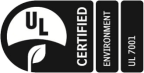 UL
CERTIFIED
ENVIRONMENT
UL 7001